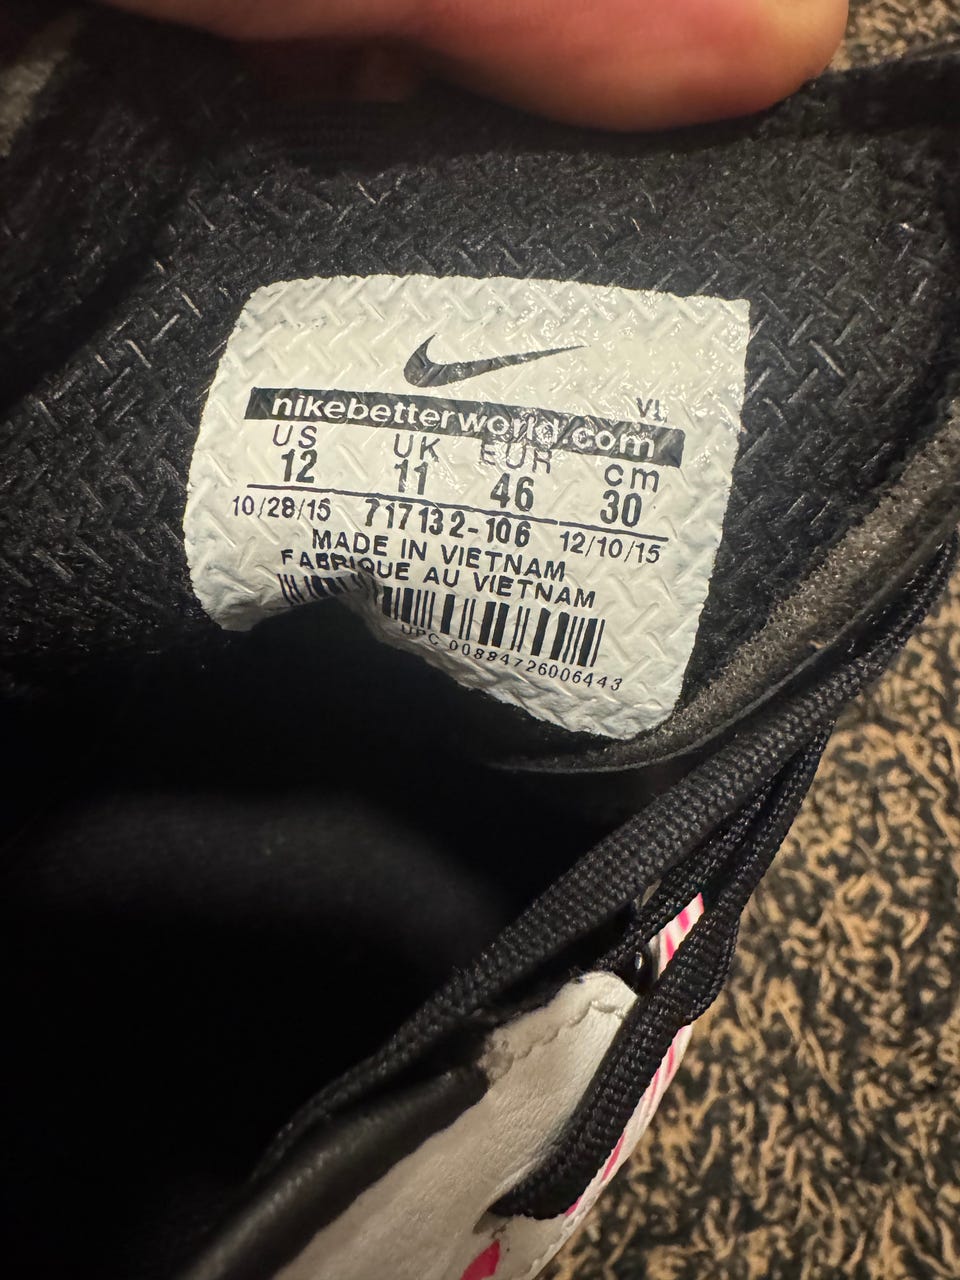 nikebetterworld.com VL
US UK EUR cm
12 11 46 30
10/28/15 717132-106 12/10/15
MADE IN VIETNAM
FABRIQUE AU VIETNAM
UPC 00884726006443